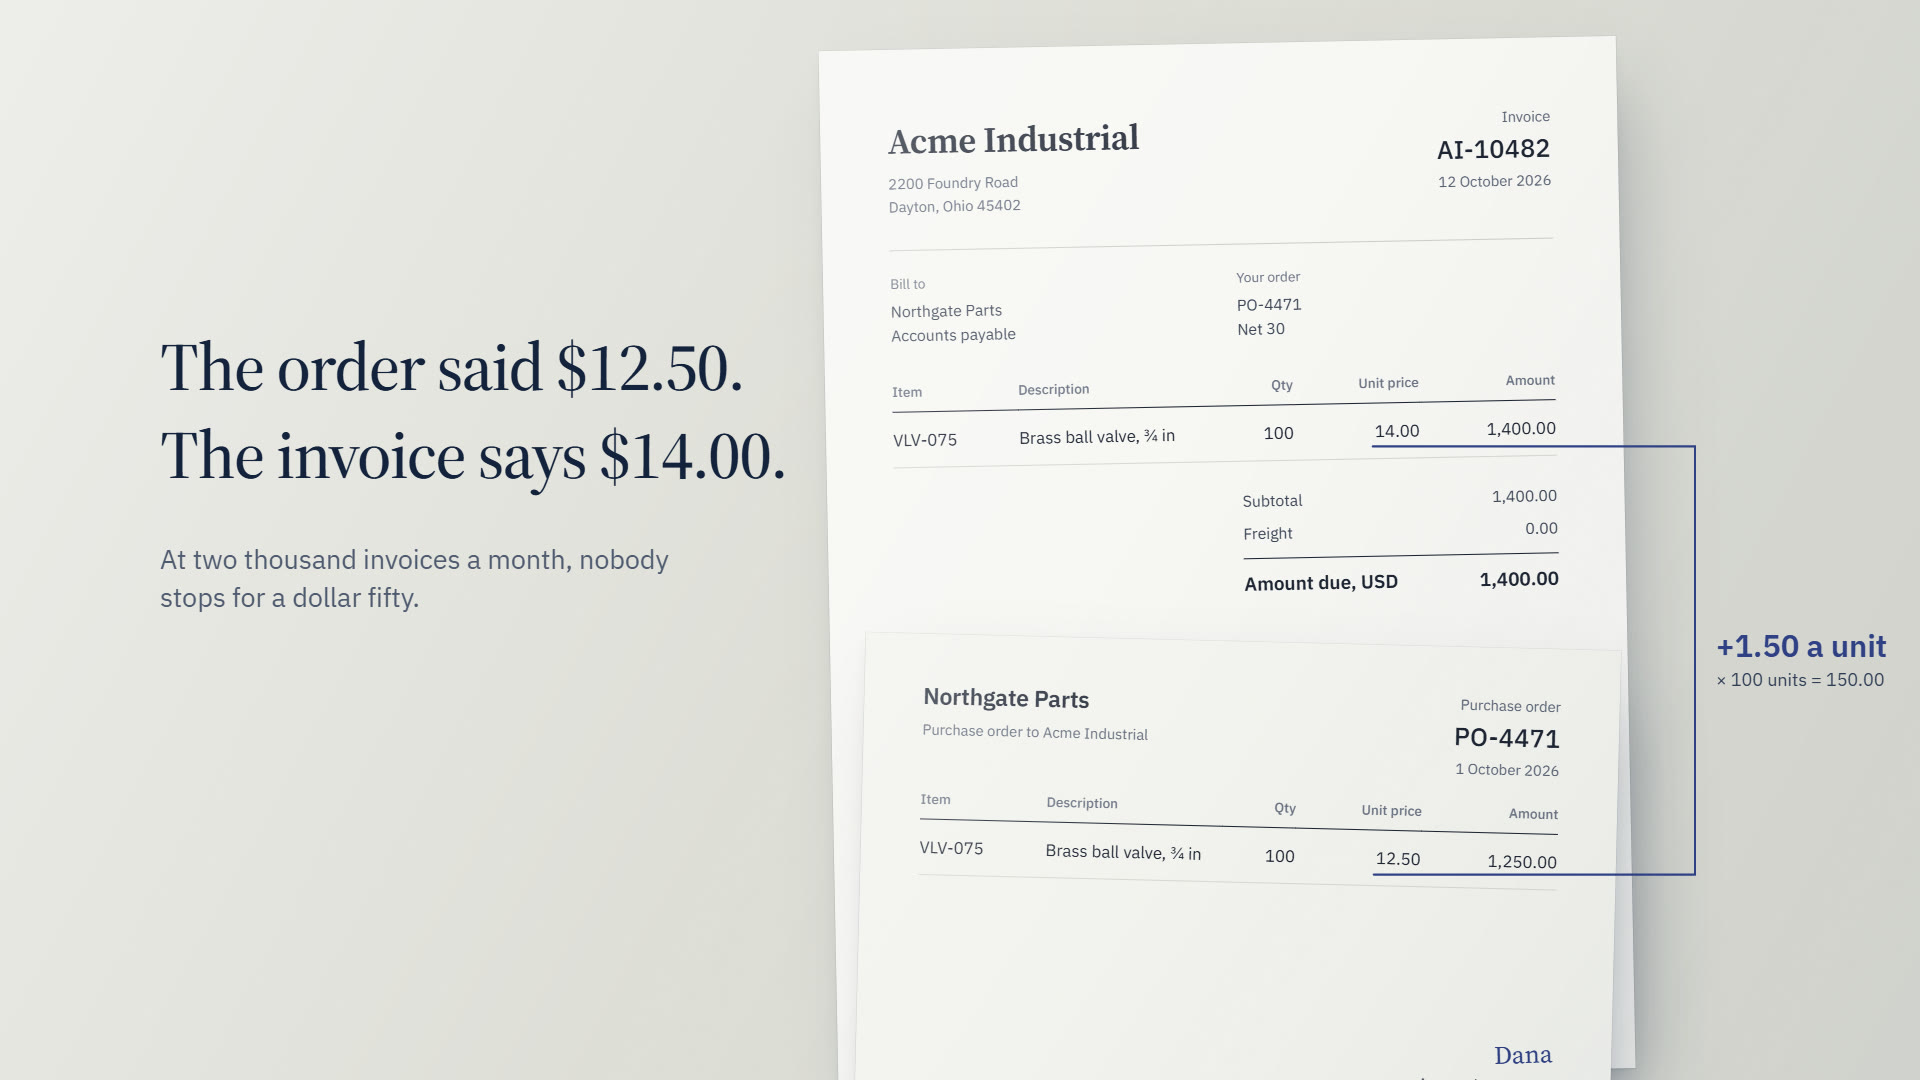 The order said $12.50.
The invoice says $14.00.
At two thousand invoices a month, nobody
stops for a dollar fifty.
Acme Industrial
2200 Foundry Road
Dayton, Ohio 45402
Invoice
AI-10482
12 October 2026
Bill to
Northgate Parts
Accounts payable
Your order
PO-4471
Net 30
Item Description Qty Unit price Amount
VLV-075 Brass ball valve, ¾ in 100 14.00 1,400.00
Subtotal 1,400.00
Freight 0.00
Amount due, USD 1,400.00
+1.50 a unit
× 100 units = 150.00
Northgate Parts
Purchase order to Acme Industrial
Purchase order
PO-4471
1 October 2026
Item Description Qty Unit price Amount
VLV-075 Brass ball valve, ¾ in 100 12.50 1,250.00
Dana